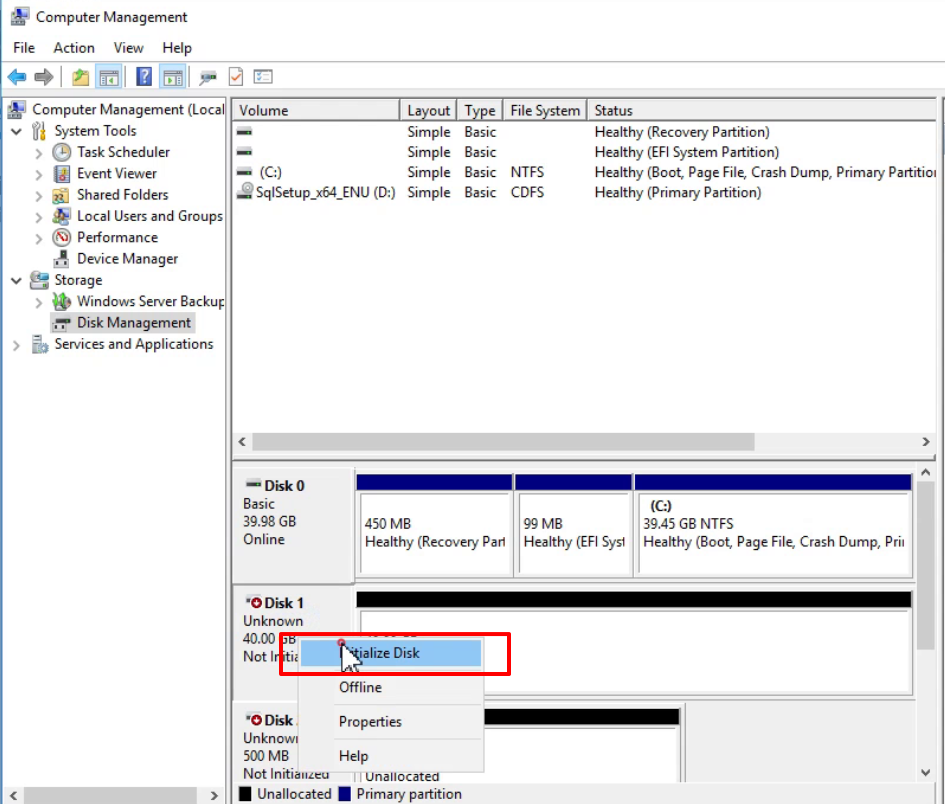 Computer Management
File Action View Help
Computer Management (Local
System Tools
Task Scheduler
Event Viewer
Shared Folders
Local Users and Groups
Performance
Device Manager
Storage
Windows Server Backup
Disk Management
Services and Applications
Volume Layout Type File System Status
Simple Basic Healthy (Recovery Partition)
Simple Basic Healthy (EFI System Partition)
(C:) Simple Basic NTFS Healthy (Boot, Page File, Crash Dump, Primary Partition
SqlSetup_x64_ENU (D:) Simple Basic CDFS Healthy (Primary Partition)
Disk 0
Basic
39.98 GB
Online
450 MB
Healthy (Recovery Part
99 MB
Healthy (EFI Syst
(C:)
39.45 GB NTFS
Healthy (Boot, Page File, Crash Dump, Pri
Disk 1
Unknown
40.00 GB
Not Initia
Initialize Disk
Offline
Properties
Help
Disk
Unknown
500 MB
Not Initialized
Unallocated
Unallocated Primary partition